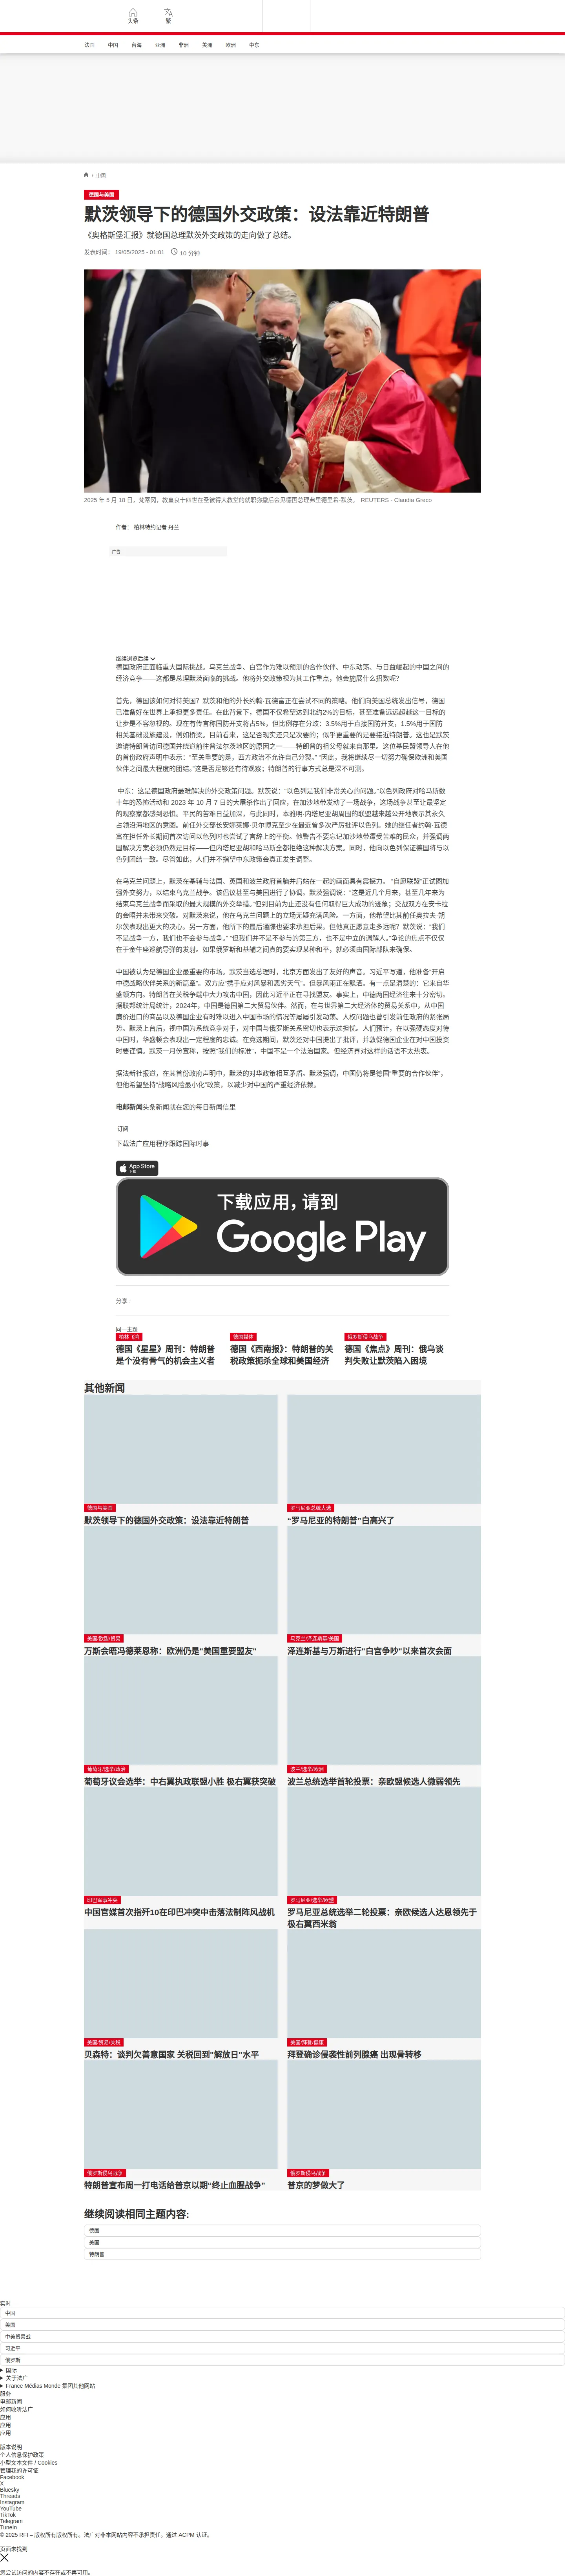 头条
繁
法国
中国
台海
亚洲
非洲
美洲
欧洲
中东
德国与美国
默茨领导下的德国外交政策：设法靠近特朗普
《奥格斯堡汇报》就德国总理默茨外交政策的走向做了总结。
发表时间： 19/05/2025 - 01:01
10 分钟
2025 年 5 月 18 日，梵蒂冈，教皇良十四世在圣彼得大教堂的就职弥撒后会见德国总理弗里德里希·默茨。 REUTERS - Claudia Greco
作者： 柏林特约记者 丹兰
广告
继续浏览后续
德国政府正面临重大国际挑战。乌克兰战争、白宫作为难以预测的合作伙伴、中东动荡、与日益崛起的中国之间的
经济竞争——这都是总理默茨面临的挑战。他将外交政策视为其工作重点，他会施展什么招数呢？
首先，德国该如何对待美国？默茨和他的外长约翰·瓦德富正在尝试不同的策略。他们向美国总统发出信号，德国
已准备好在世界上承担更多责任。在此背景下，德国不仅希望达到北约2%的目标，甚至准备远远超越这一目标的
让步是不容忽视的。现在有传言称国防开支将占5%，但比例存在分歧：3.5%用于直接国防开支，1.5%用于国防
相关基础设施建设，例如桥梁。目前看来，这是否现实还只是次要的；似乎更重要的是要接近特朗普。这也是默茨
邀请特朗普访问德国并绕道前往普法尔茨地区的原因之一——特朗普的祖父母就来自那里。这位基民盟领导人在他
的首份政府声明中表示：“至关重要的是，西方政治不允许自己分裂。” “因此，我将继续尽一切努力确保欧洲和美国
伙伴之间最大程度的团结。”这是否足够还有待观察；特朗普的行事方式总是深不可测。
中东：这是德国政府最难解决的外交政策问题。默茨说：“以色列是我们非常关心的问题。”以色列政府对哈马斯数
十年的恐怖活动和 2023 年 10 月 7 日的大屠杀作出了回应，在加沙地带发动了一场战争，这场战争甚至让最坚定
的观察家都感到恐惧。平民的苦难日益加深，与此同时，本雅明·内塔尼亚胡周围的联盟越来越公开地表示其永久
占领沿海地区的意图。前任外交部长安娜莱娜·贝尔博克至少在最近曾多次严厉批评以色列。她的继任者约翰·瓦德
富在担任外长期间首次访问以色列时也尝试了言辞上的平衡。他警告不要忘记加沙地带遭受苦难的民众，并强调两
国解决方案必须仍然是目标——但内塔尼亚胡和哈马斯全都拒绝这种解决方案。同时，他向以色列保证德国将与以
色列团结一致。尽管如此，人们并不指望中东政策会真正发生调整。
在乌克兰问题上，默茨在基辅与法国、英国和波兰政府首脑并肩站在一起的画面具有震撼力。 “自愿联盟”正试图加
强外交努力，以结束乌克兰战争。该倡议甚至与美国进行了协调。默茨强调说：“这是近几个月来，甚至几年来为
结束乌克兰战争而采取的最大规模的外交举措。”但到目前为止还没有任何取得巨大成功的迹象；交战双方在安卡拉
的会晤并未带来突破。对默茨来说，他在乌克兰问题上的立场无疑充满风险。一方面，他希望比其前任奥拉夫·朔
尔茨表现出更大的决心。另一方面，他所下的最后通牒也要求承担后果。但他真正愿意走多远呢？默茨说：“我们
不是战争一方，我们也不会参与战争。” “但我们并不是不参与的第三方，也不是中立的调解人。”争论的焦点不仅仅
在于金牛座巡航导弹的发射。如果俄罗斯和基辅之间真的要实现某种和平，就必须由国际部队来确保。
中国被认为是德国企业最重要的市场。默茨当选总理时，北京方面发出了友好的声音。习近平写道，他准备“开启
中德战略伙伴关系的新篇章”。双方应“携手应对风暴和恶劣天气”。但暴风雨正在飘洒。有一点是清楚的：它来自华
盛顿方向。特朗普在关税争端中大力攻击中国，因此习近平正在寻找盟友。事实上，中德两国经济往来十分密切。
据联邦统计局统计，2024年，中国是德国第二大贸易伙伴。然而，在与世界第二大经济体的贸易关系中，从中国
廉价进口的商品以及德国企业有时难以进入中国市场的情况等屡屡引发动荡。人权问题也曾引发前任政府的紧张局
势。默茨上台后，视中国为系统竞争对手，对中国与俄罗斯关系密切也表示过担忧。人们预计，在以强硬态度对待
中国时，华盛顿会表现出一定程度的忠诚。在竞选期间，默茨还对中国提出了批评，并敦促德国企业在对中国投资
时要谨慎。默茨一月份宣称，按照“我们的标准”，中国不是一个法治国家。但经济界对这样的话语不太热衷。
据法新社报道，在其首份政府声明中，默茨的对华政策相互矛盾。默茨强调，中国仍将是德国“重要的合作伙伴”，
但他希望坚持“战略风险最小化”政策，以减少对中国的严重经济依赖。
电邮新闻头条新闻就在您的每日新闻信里
订阅
下载法广应用程序跟踪国际时事
App Store
下载
下载应用，请到
Google Play
分享 :
同一主题
柏林飞鸿
德国《星星》周刊：特朗普
是个没有骨气的机会主义者
德国媒体
德国《西南报》：特朗普的关
税政策扼杀全球和美国经济
俄罗斯侵乌战争
德国《焦点》周刊：俄乌谈
判失败让默茨陷入困境
其他新闻
德国与美国
默茨领导下的德国外交政策：设法靠近特朗普
罗马尼亚总统大选
“罗马尼亚的特朗普”白高兴了
美国/欧盟/贸易
万斯会晤冯德莱恩称：欧洲仍是"美国重要盟友"
乌克兰/泽连斯基/美国
泽连斯基与万斯进行"白宫争吵"以来首次会面
葡萄牙/选举/政治
葡萄牙议会选举：中右翼执政联盟小胜 极右翼获突破
波兰/选举/欧洲
波兰总统选举首轮投票：亲欧盟候选人微弱领先
印巴军事冲突
中国官媒首次指歼10在印巴冲突中击落法制阵风战机
罗马尼亚/选举/欧盟
罗马尼亚总统选举二轮投票：亲欧候选人达恩领先于
极右翼西米翁
美国/贸易/关税
贝森特：谈判欠善意国家 关税回到"解放日"水平
美国/拜登/健康
拜登确诊侵袭性前列腺癌 出现骨转移
俄罗斯侵乌战争
特朗普宣布周一打电话给普京以期“终止血腥战争”
俄罗斯侵乌战争
普京的梦做大了
继续阅读相同主题内容:
德国
美国
特朗普
实时
中国
美国
中美贸易战
习近平
俄罗斯
国际
关于法广
France Médias Monde 集团其他网站
服务
电邮新闻
如何收听法广
应用
应用
应用
版本说明
个人信息保护政策
小型文本文件 / Cookies
管理我的许可证
Facebook
X
Bluesky
Threads
Instagram
YouTube
TikTok
Telegram
TuneIn
© 2025 RFI – 版权所有版权所有。法广对非本网站内容不承担责任。通过 ACPM 认证。
页面未找到
您尝试访问的内容不存在或不再可用。